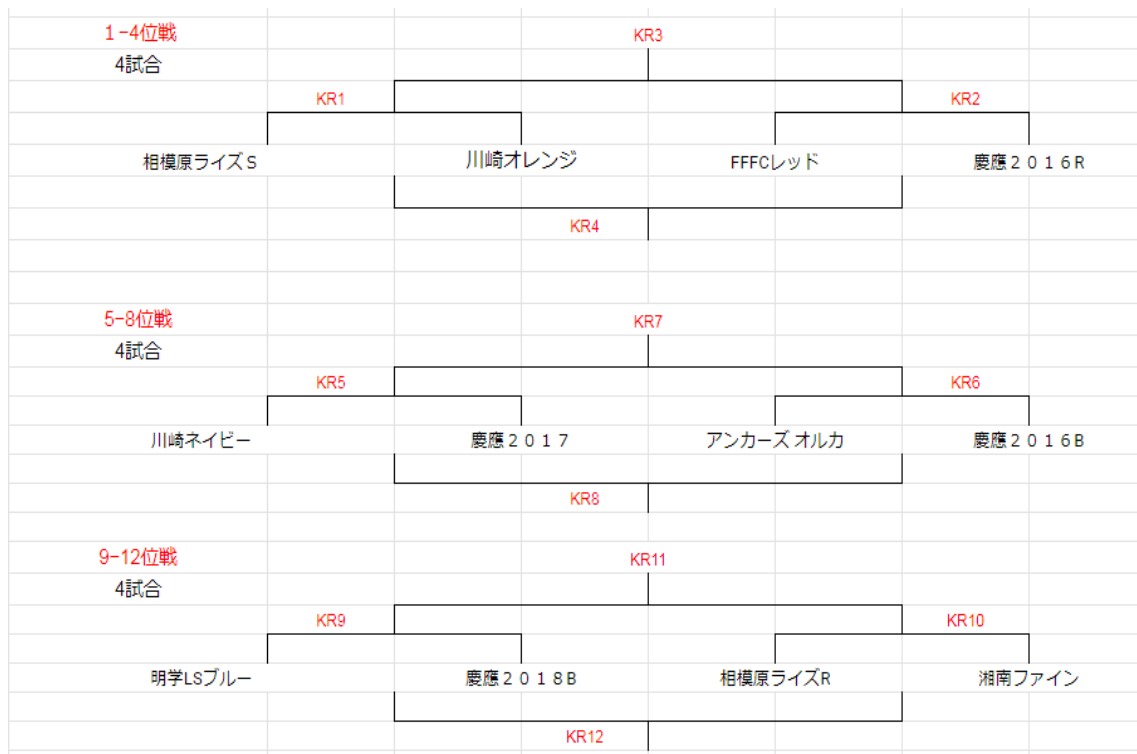 1-4位戦
KR3
4試合
KR1
KR2
相模原ライズS
川崎オレンジ
FFFCレッド
慶應2016R
KR4
5-8位戦
KR7
4試合
KR5
KR6
川崎ネイビー
慶應2017
アンカーズ オルカ
慶應2016B
KR8
9-12位戦
KR11
4試合
KR9
KR10
明学LSブルー
慶應2018B
相模原ライズR
湘南ファイン
KR12